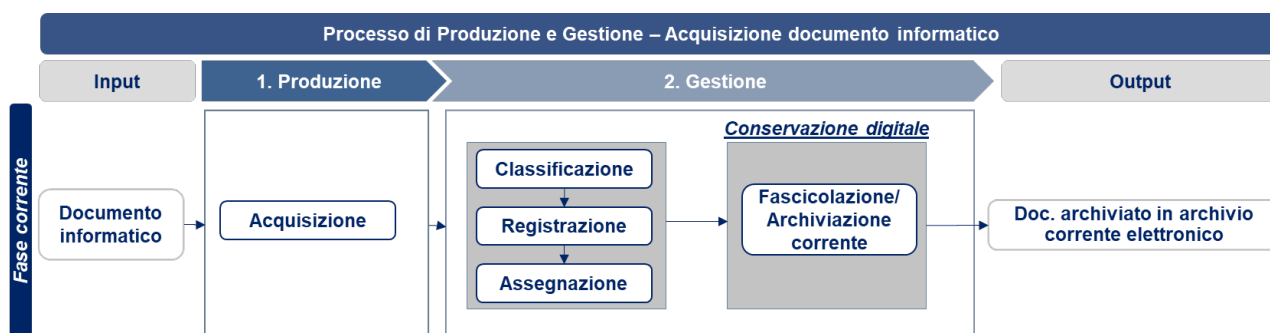 Processo di Produzione e Gestione – Acquisizione documento informatico
Input
1. Produzione
2. Gestione
Output
Fase corrente
Documento
informatico
Acquisizione
Classificazione
Registrazione
Assegnazione
Conservazione digitale
Fascicolazione/
Archiviazione
corrente
Doc. archiviato in archivio
corrente elettronico